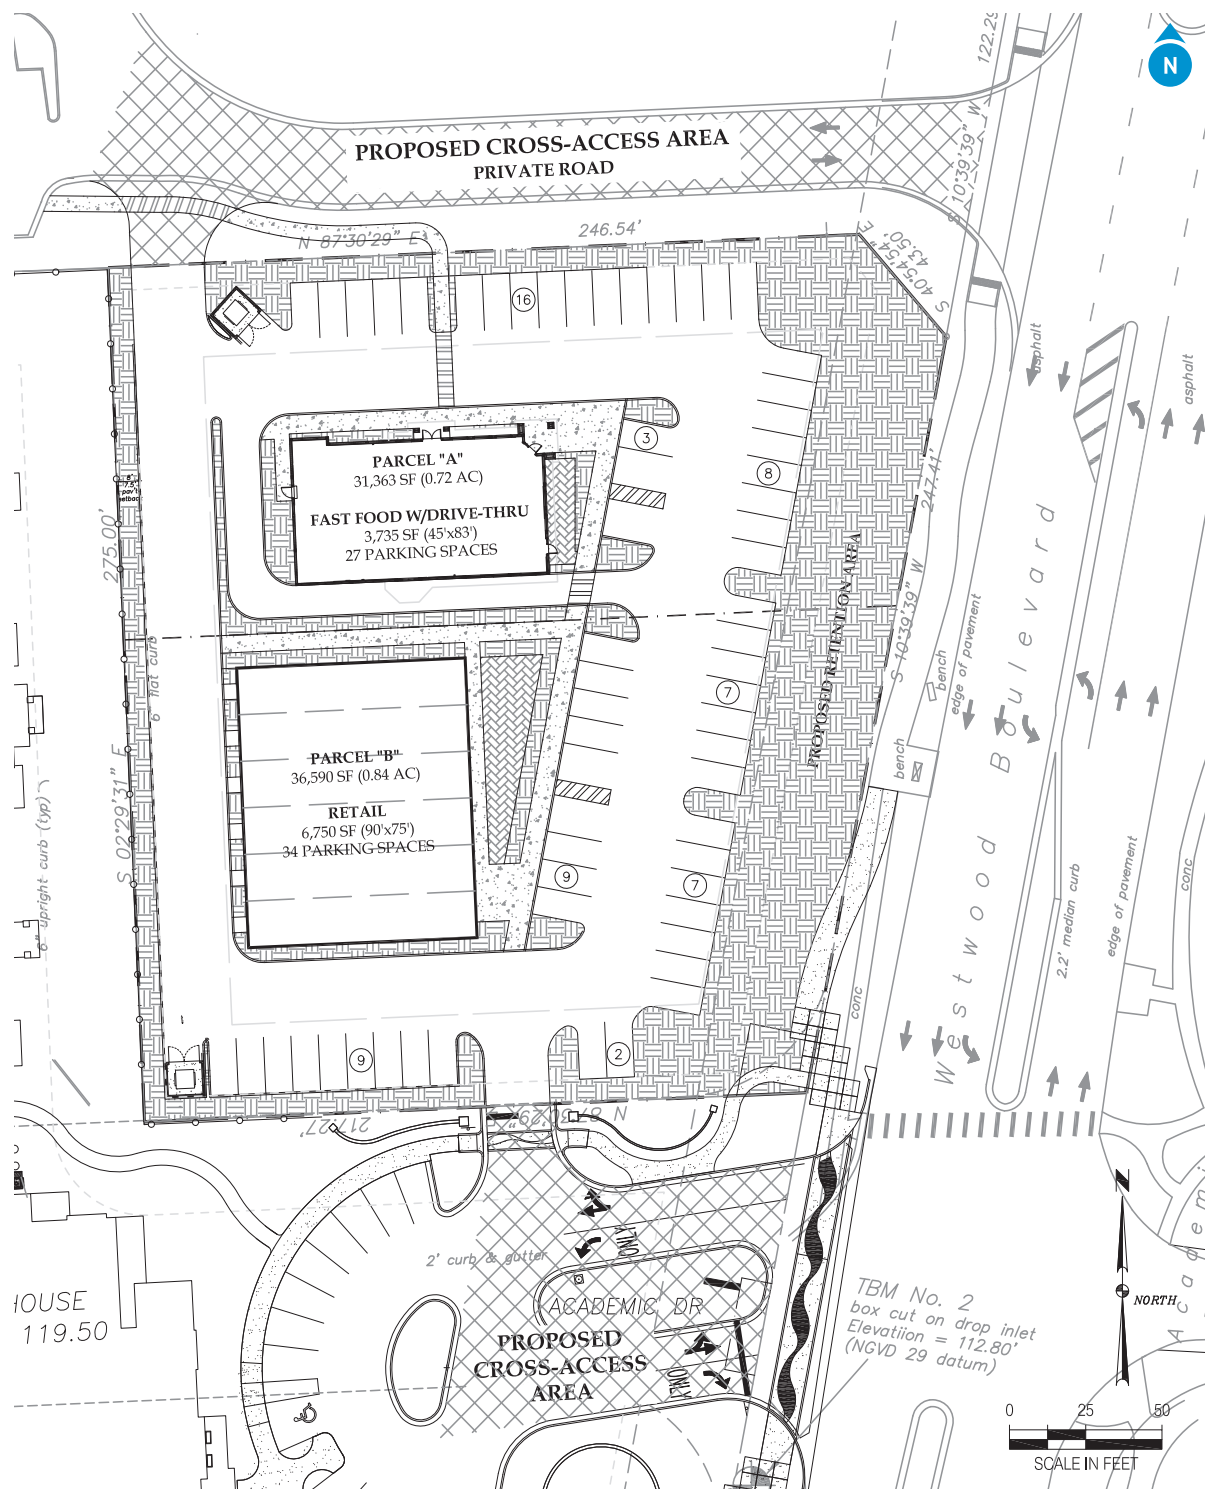 N
122.29
PROPOSED CROSS-ACCESS AREA
PRIVATE ROAD
S 10°39'39" W
N 87°30'29" E
246.54'
S 40°54'54" E
43.50'
16
asphalt
asphalt
3
8
PARCEL "A"
31,363 SF (0.72 AC)
FAST FOOD W/DRIVE-THRU
3,735 SF (45'x83')
27 PARKING SPACES
247.41'
S 10°39'39" W
275.00'
S 02°29'31" E
6' flat curb
PROPOSED RETENTION AREA
bench
edge of pavement
bench
Westwood Boulevard
7
PARCEL "B"
36,590 SF (0.84 AC)
RETAIL
6,750 SF (90'x75')
34 PARKING SPACES
6" upright curb (typ)
9
7
2.2' median curb
edge of pavement
conc
conc
9
2
217.27'
N 87°30'29"
2' curb & gutter
ONLY
ACADEMIC DR
PROPOSED
CROSS-ACCESS
AREA
ONLY
HOUSE
119.50
TBM No. 2
box cut on drop inlet
Elevatiion = 112.80'
(NGVD 29 datum)
N
NORTH
Academi
0 25 50
SCALE IN FEET